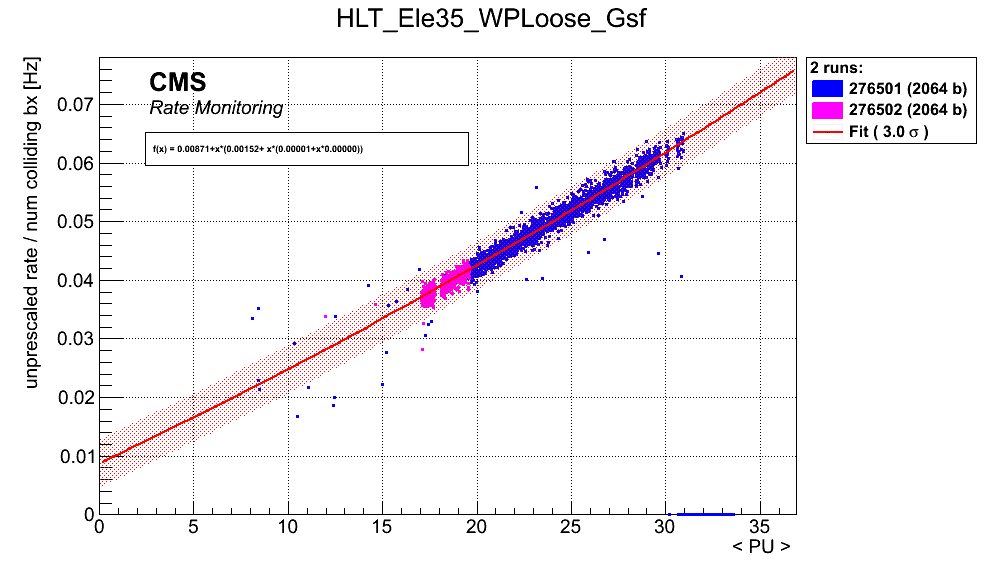 HLT_Ele35_WPLoose_Gsf
unprescaled rate / num colliding bx [Hz]
CMS
Rate Monitoring
f(x) = 0.00871+x*(0.00152+ x*(0.00001+x*0.00000))
2 runs:
276501 (2064 b)
276502 (2064 b)
Fit ( 3.0 σ )
0.07
0.06
0.05
0.04
0.03
0.02
0.01
0
0 5 10 15 20 25 30 35
< PU >